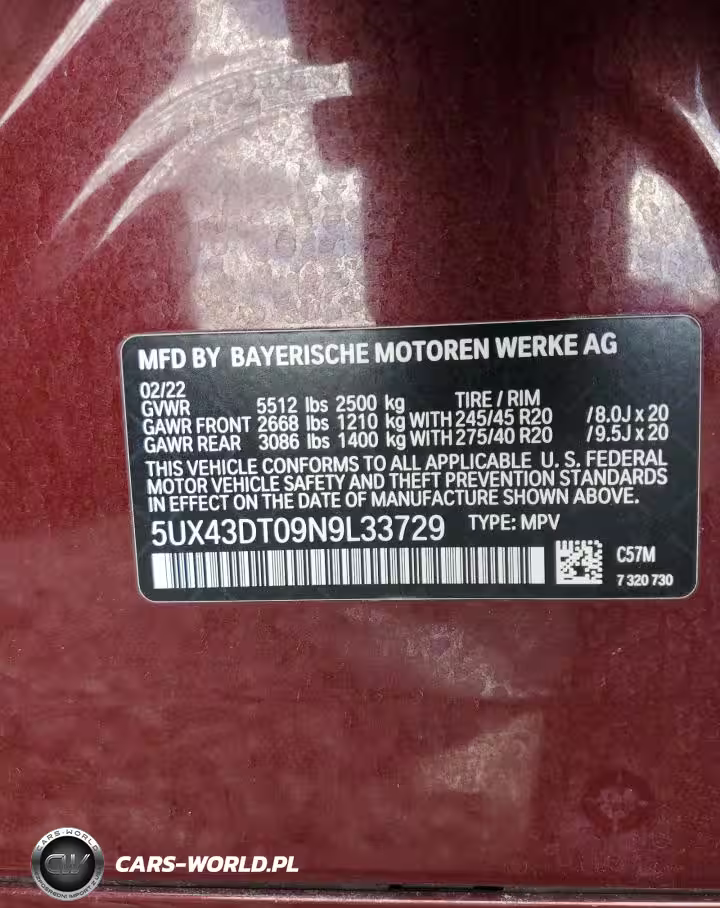 MFD BY BAYERISCHE MOTOREN WERKE AG
02/22
GVWR 5512 lbs 2500 kg TIRE / RIM
GAWR FRONT 2668 lbs 1210 kg WITH 245/45 R20 /8.0J x 20
GAWR REAR 3086 lbs 1400 kg WITH 275/40 R20 /9.5J x 20
THIS VEHICLE CONFORMS TO ALL APPLICABLE U. S. FEDERAL
MOTOR VEHICLE SAFETY AND THEFT PREVENTION STANDARDS
IN EFFECT ON THE DATE OF MANUFACTURE SHOWN ABOVE.
5UX43DT09N9L33729 TYPE: MPV
C57M
7 320 730
CARS-WORLD
CW
CARS-WORLD.PL